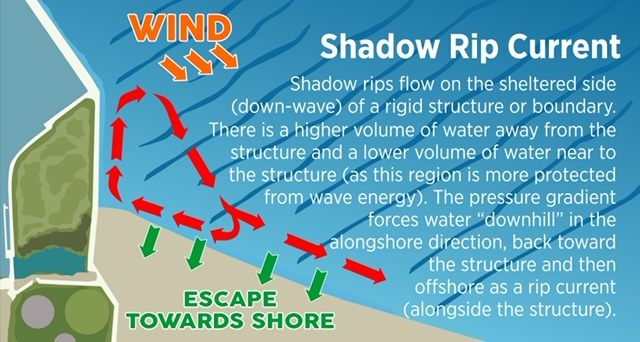 WIND
Shadow Rip Current
Shadow rips flow on the sheltered side
(down-wave) of a rigid structure or boundary.
There is a higher volume of water away from the
structure and a lower volume of water near to
the structure (as this region is more protected
from wave energy). The pressure gradient
forces water “downhill” in the
alongshore direction, back toward
the structure and then
offshore as a rip current
(alongside the structure).
ESCAPE
TOWARDS SHORE